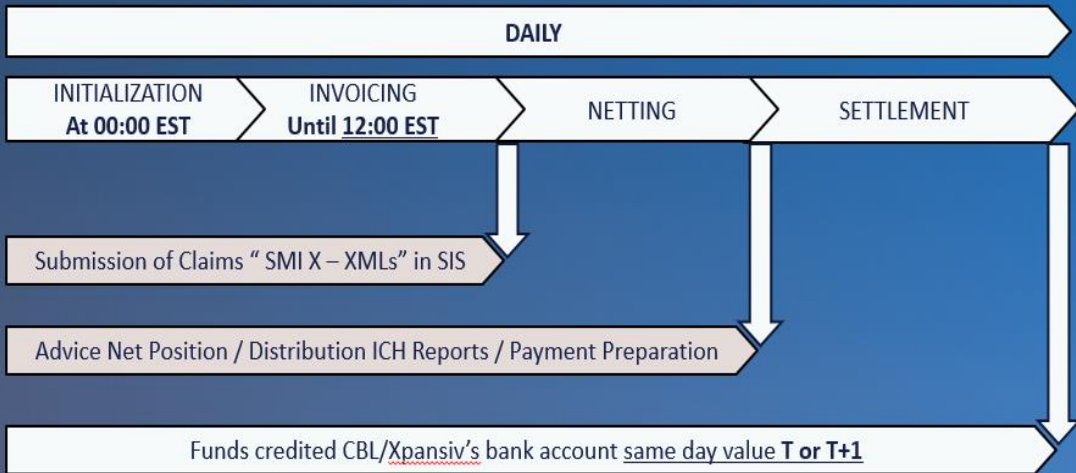 DAILY
INITIALIZATION
At 00:00 EST
INVOICING
Until 12:00 EST
NETTING
SETTLEMENT
Submission of Claims “ SMI X – XMLs” in SIS
Advice Net Position / Distribution ICH Reports / Payment Preparation
Funds credited CBL/Xpansiv’s bank account same day value T or T+1